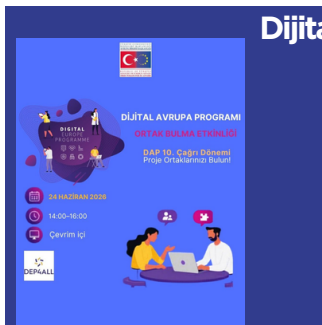 Dijita
DIGITAL
EUROPE
PROGRAMME
DİJİTAL AVRUPA PROGRAMI
ORTAK BULMA ETKİNLİĞİ
DAP 10. Çağrı Dönemi
Proje Ortaklarınızı Bulun!
24 HAZİRAN 2026
14:00-16:00
Çevrim içi
DEP4ALL